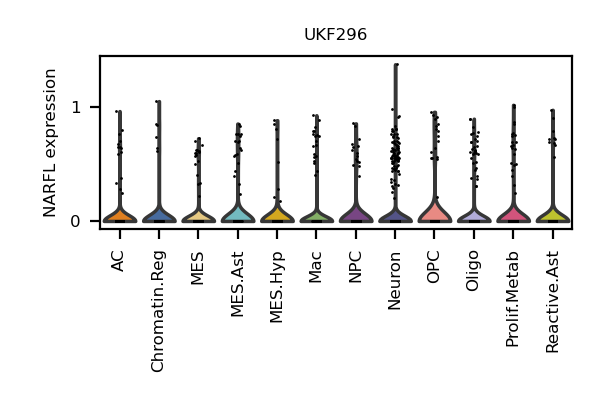 UKF296
NARFL expression
1
0
AC
Chromatin.Reg
MES
MES.Ast
MES.Hyp
Mac
NPC
Neuron
OPC
Oligo
Prolif.Metab
Reactive.Ast